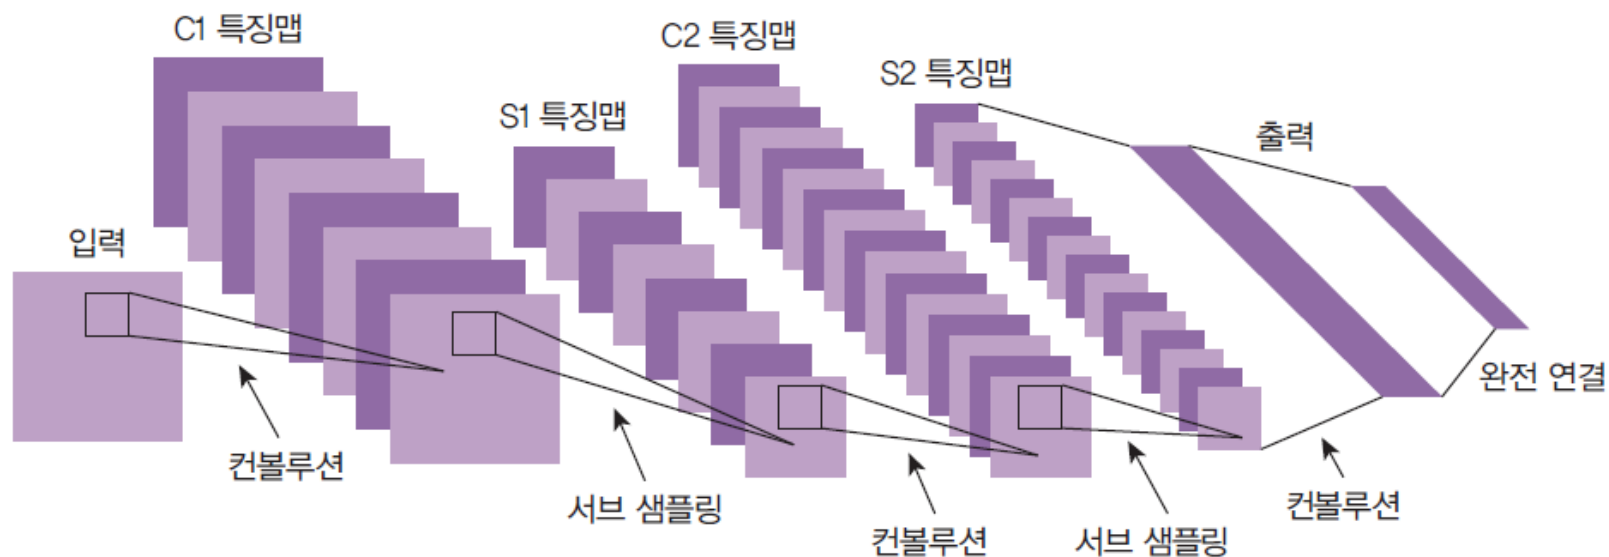 C1 특징맵
C2 특징맵
S2 특징맵
S1 특징맵
출력
입력
완전 연결
컨볼루션
서브 샘플링
컨볼루션
서브 샘플링
컨볼루션